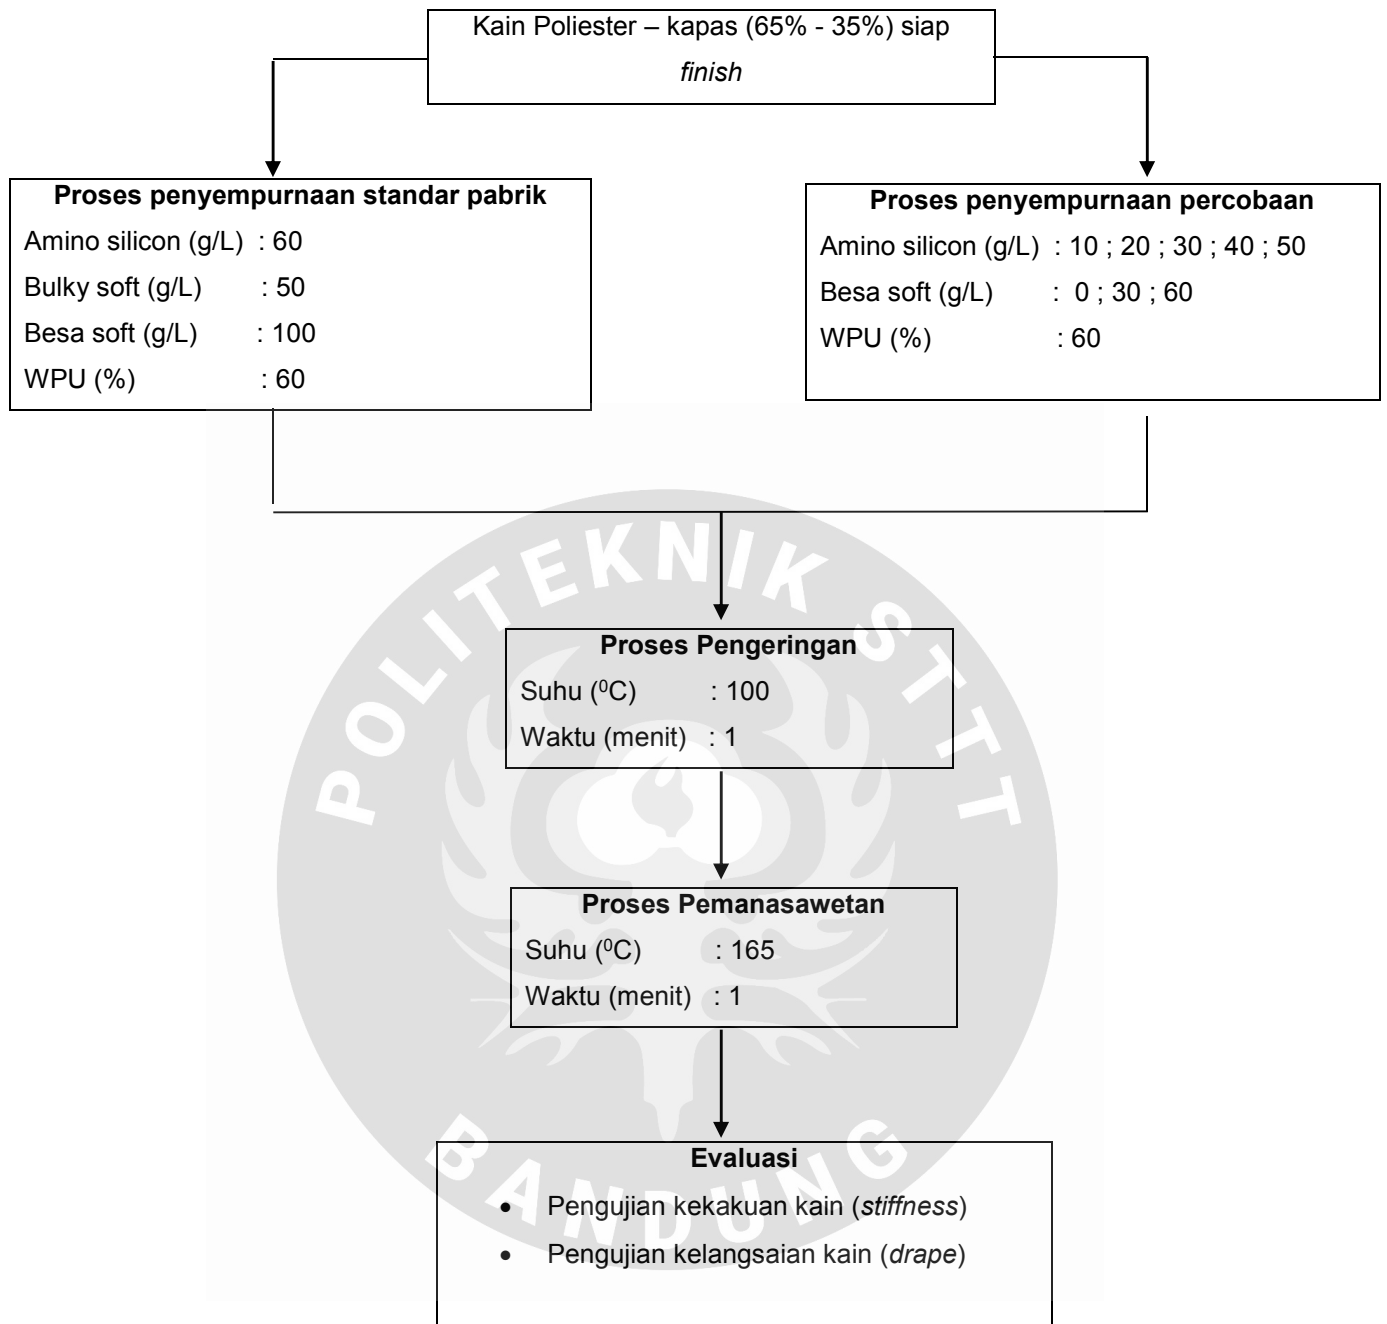 Kain Poliester – kapas (65% - 35%) siap
finish
Proses penyempurnaan standar pabrik
Amino silicon (g/L) : 60
Bulky soft (g/L) : 50
Besa soft (g/L) : 100
WPU (%) : 60
Proses penyempurnaan percobaan
Amino silicon (g/L) : 10 ; 20 ; 30 ; 40 ; 50
Besa soft (g/L) : 0 ; 30 ; 60
WPU (%) : 60
POLITEKNIK STTT
Proses Pengeringan
Suhu (⁰C) : 100
Waktu (menit) : 1
Proses Pemanasawetan
Suhu (⁰C) : 165
Waktu (menit) : 1
Evaluasi
• Pengujian kekakuan kain (stiffness)
• Pengujian kelangsaian kain (drape)
BANDUNG